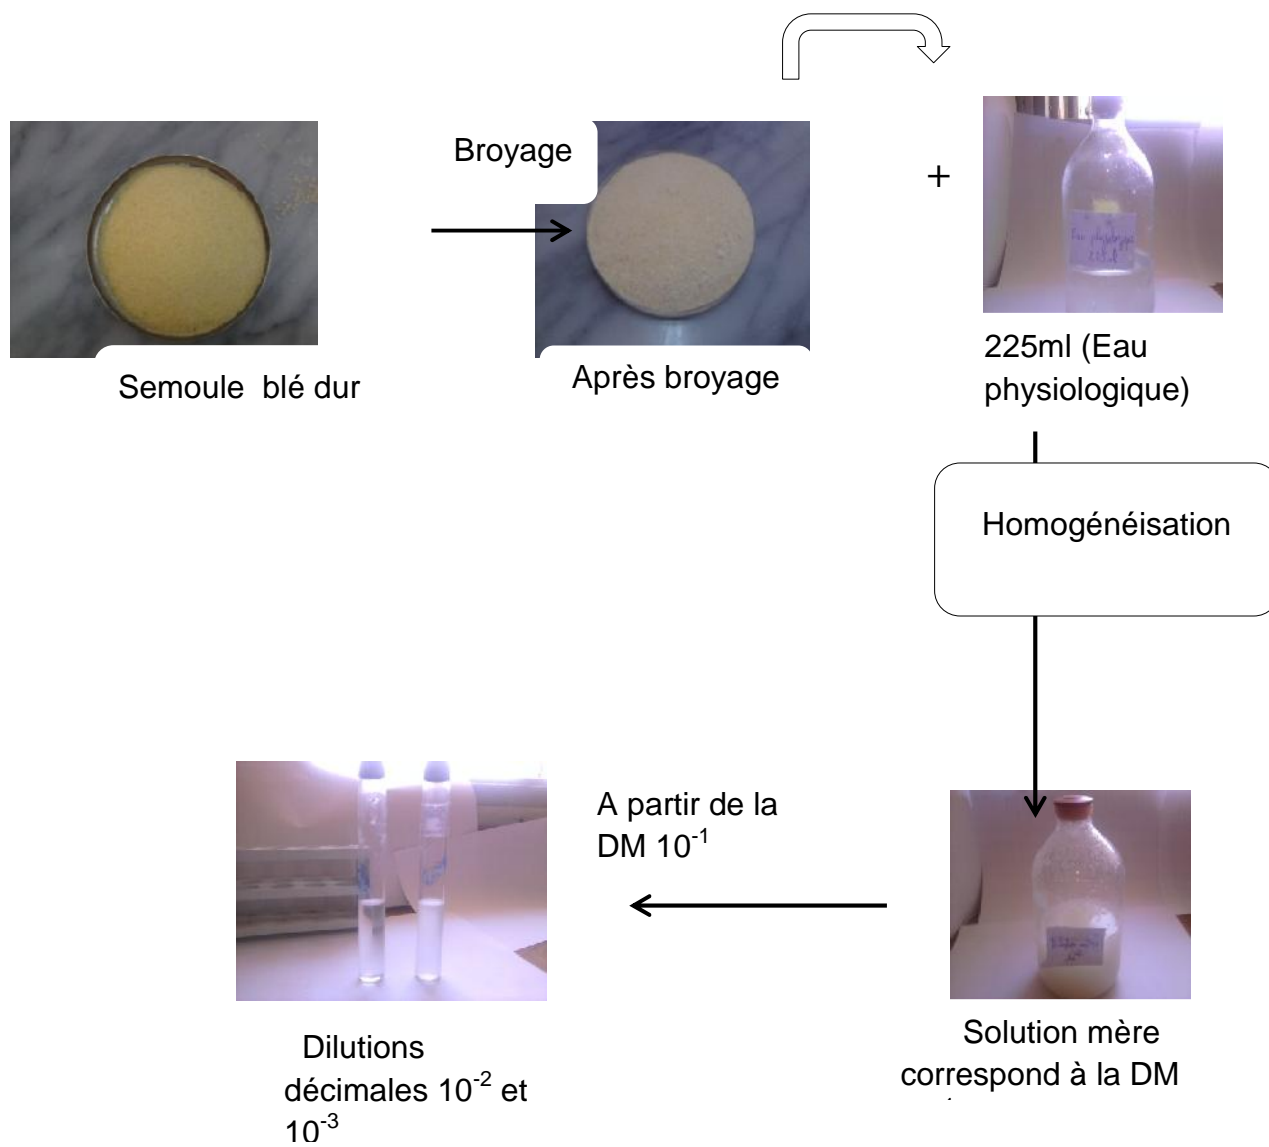 Broyage
+
Semoule blé dur
Après broyage
225ml (Eau
physiologique)
Homogénéisation
A partir de la
DM 10⁻¹
Solution mère
correspond à la DM
Dilutions
décimales 10⁻² et
10⁻³